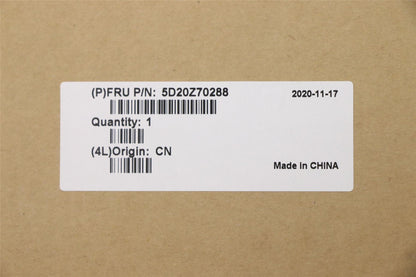 (P)FRU P/N: 5D20Z70288
2020-11-17
Quantity: 1
(4L)Origin: CN
Made in CHINA